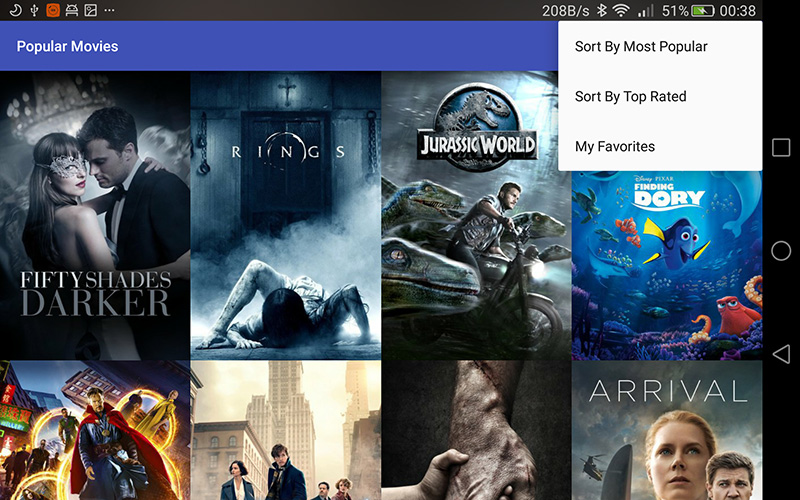 208B/s 51% 00:38
Popular Movies
Sort By Most Popular
Sort By Top Rated
My Favorites
RINGS
JURASSIC WORLD
DISNEY PIXAR
FINDING
DORY
FIFTY SHADES
DARKER
ARRIVAL